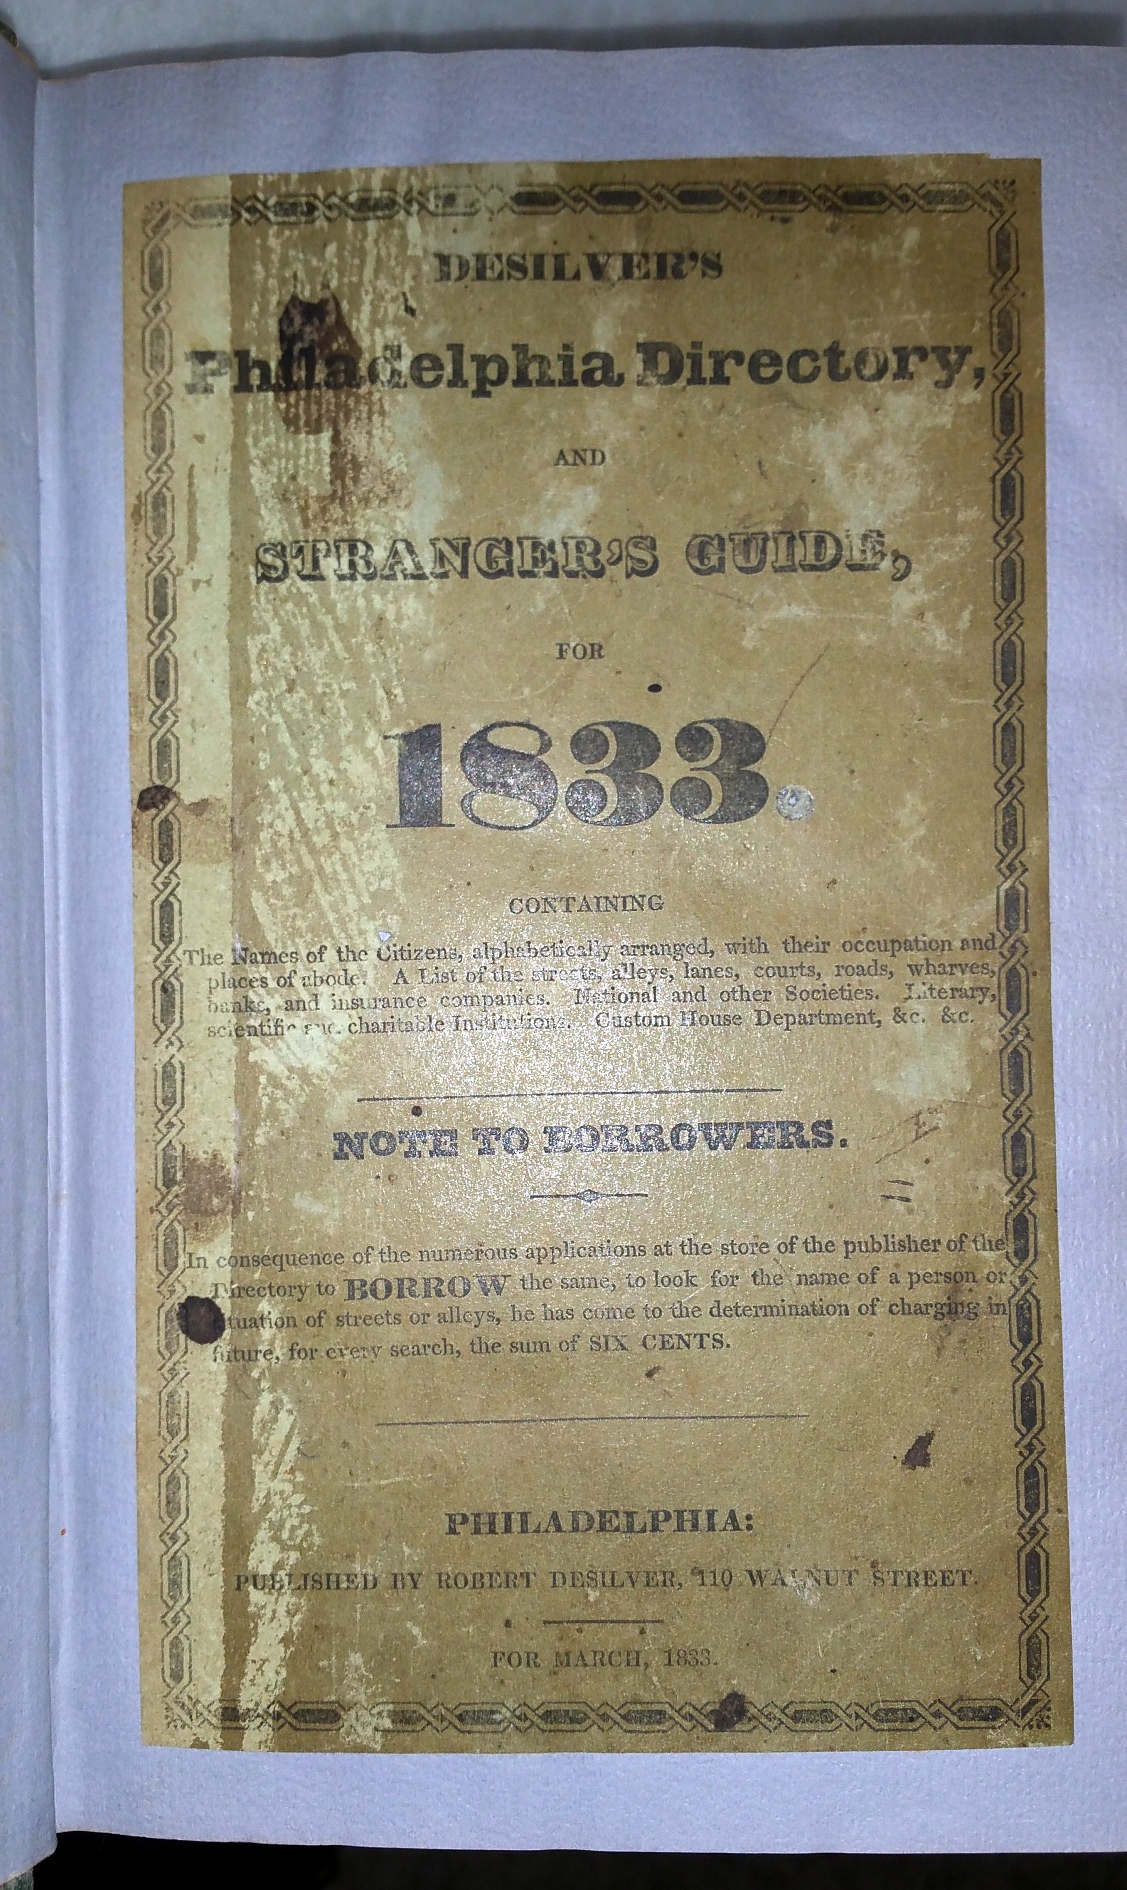 DESILVER'S
Philadelphia Directory,
AND
STRANGER'S GUIDE,
FOR
1833.
CONTAINING
The Names of the Citizens, alphabetically arranged, with their occupation and
places of abode. A List of the streets, alleys, lanes, courts, roads, wharves,
banks, and insurance companies. National and other Societies. Literary,
scientific and charitable Institutions. Custom House Department, &c. &c.
NOTE TO BORROWERS.
In consequence of the numerous applications at the store of the publisher of the
Directory to BORROW the same, to look for the name of a person or
situation of streets or alleys, he has come to the determination of charging in
future, for every search, the sum of SIX CENTS.
PHILADELPHIA:
PUBLISHED BY ROBERT DESILVER, 110 WALNUT STREET.
FOR MARCH, 1833.